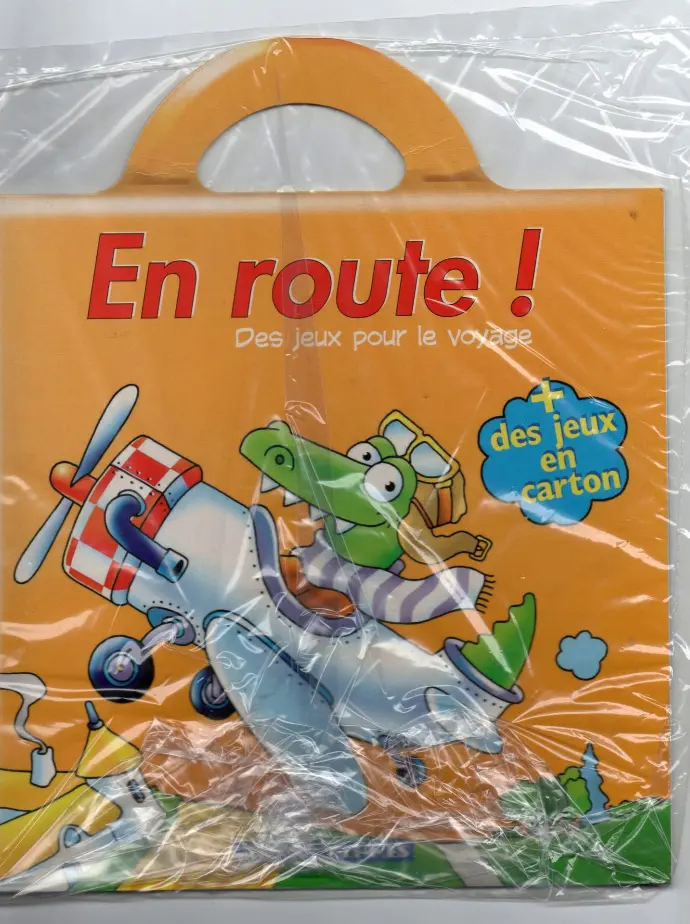 En route !
Des jeux pour le voyage
+
des jeux
en
carton